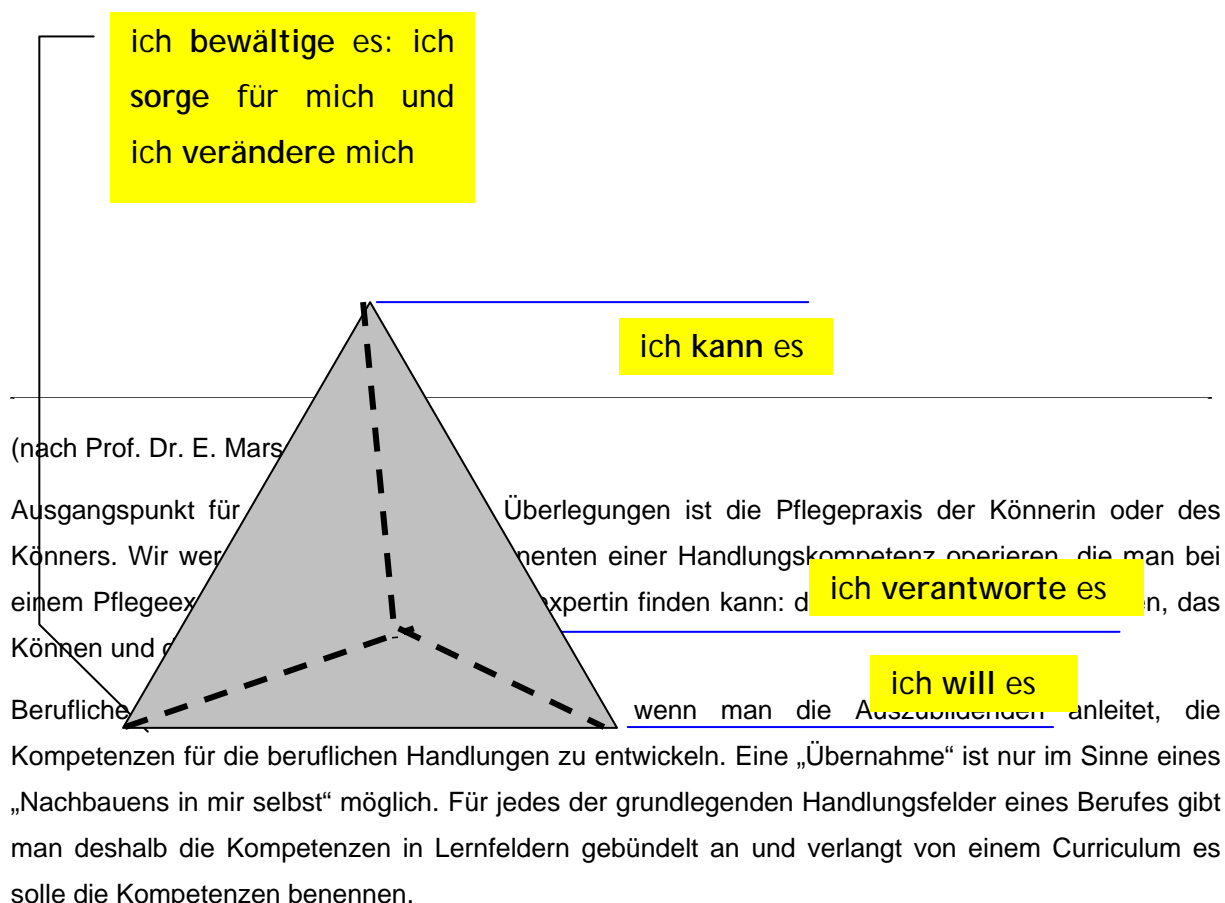 ich bewältige es: ich
sorge für mich und
ich verändere mich
ich kann es
(nach Prof. Dr. E. Mars
Ausgangspunkt für Überlegungen ist die Pflegepraxis der Könnerin oder des
Könners. Wir einer Handlungskompetenz operieren, die man bei
einem finden kann: das
ich verantworte es
Können und
ich will es
Berufliche wenn man die Auszubildenden anleitet, die
Kompetenzen für die beruflichen Handlungen zu entwickeln. Eine „Übernahme“ ist nur im Sinne eines
„Nachbauens in mir selbst“ möglich. Für jedes der grundlegenden Handlungsfelder eines Berufes gibt
man deshalb die Kompetenzen in Lernfeldern gebündelt an und verlangt von einem Curriculum es
solle die Kompetenzen benennen.